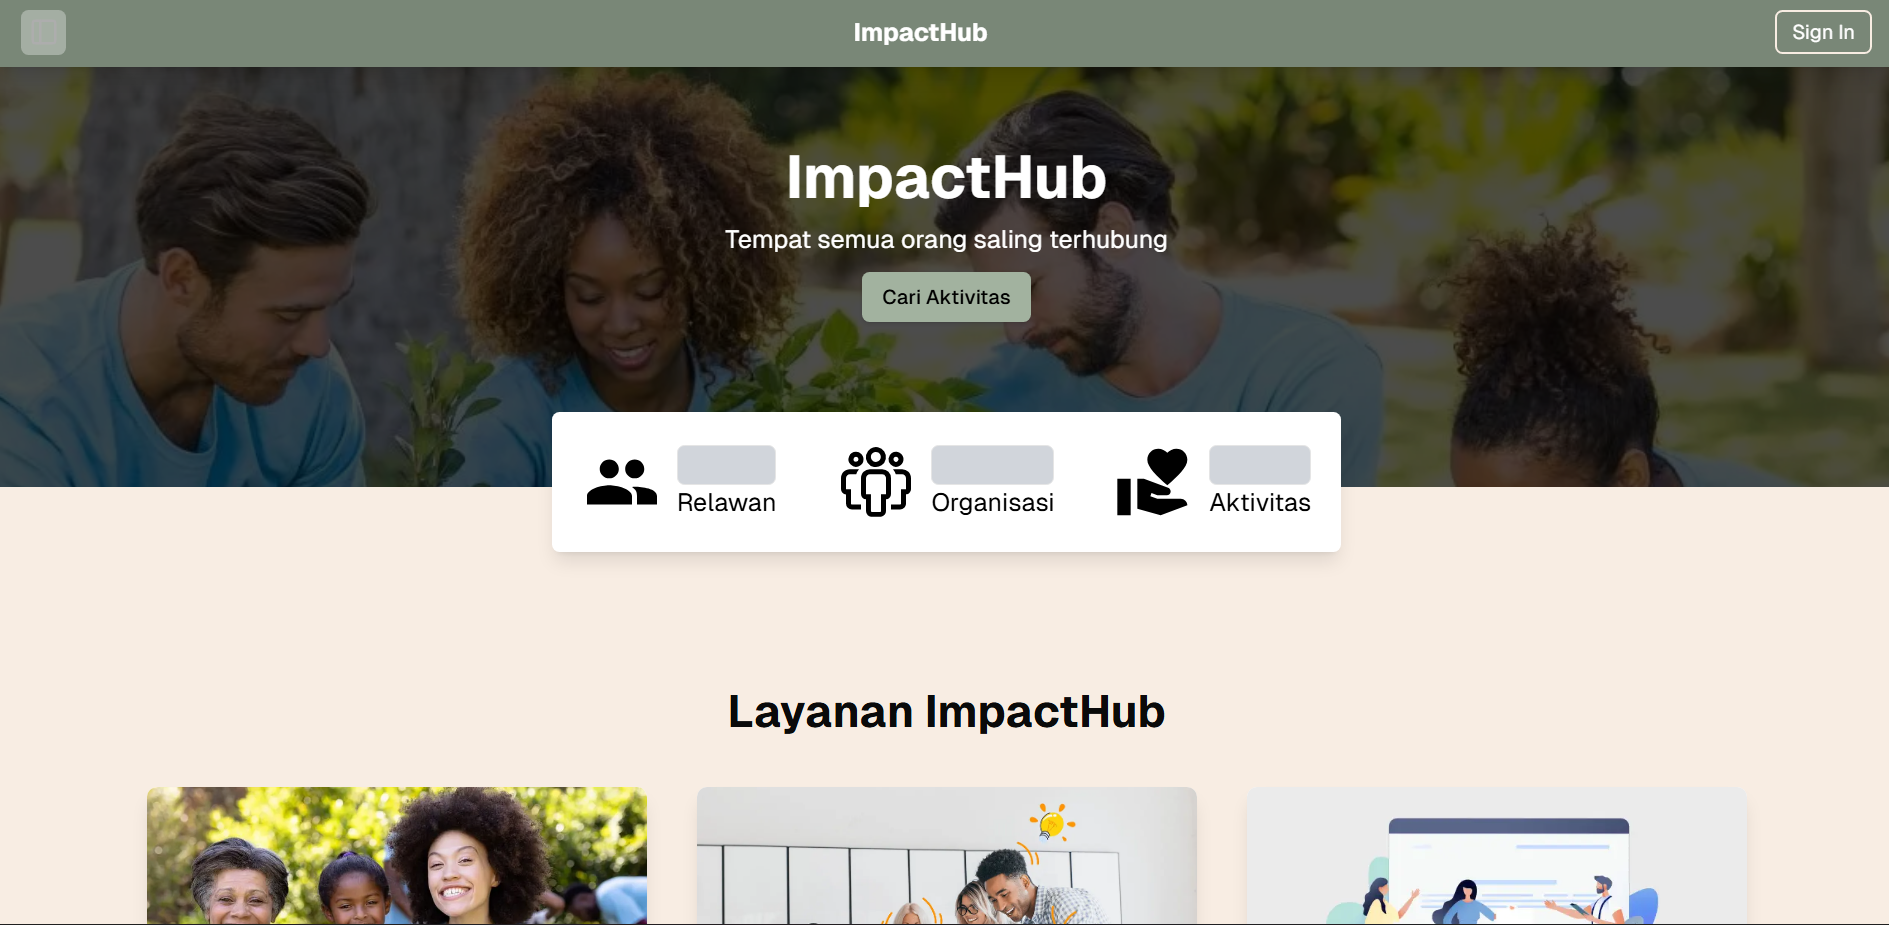 ImpactHub
Sign In
ImpactHub
Tempat semua orang saling terhubung
Cari Aktivitas
Relawan
Organisasi
Aktivitas
Layanan ImpactHub